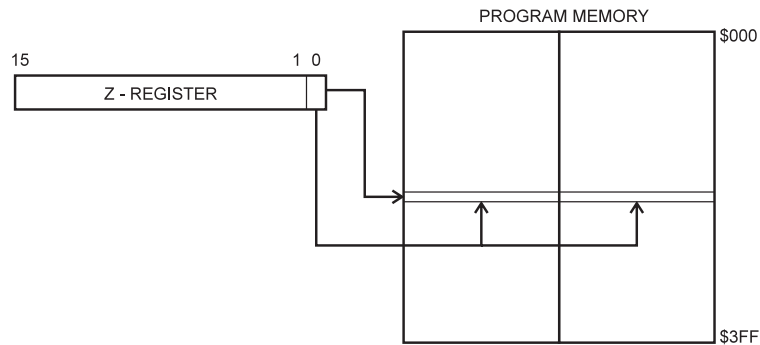 PROGRAM MEMORY
$000
15 1 0
Z - REGISTER
$3FF